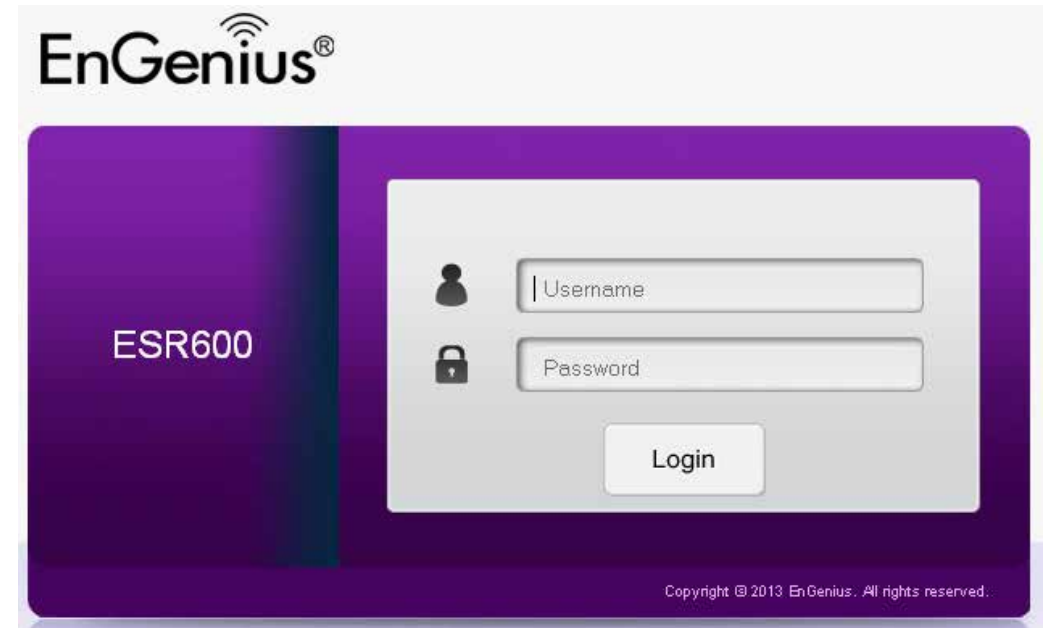 EnGenius®
ESR600
Username
Password
Login
Copyright © 2013 EnGenius. All rights reserved.